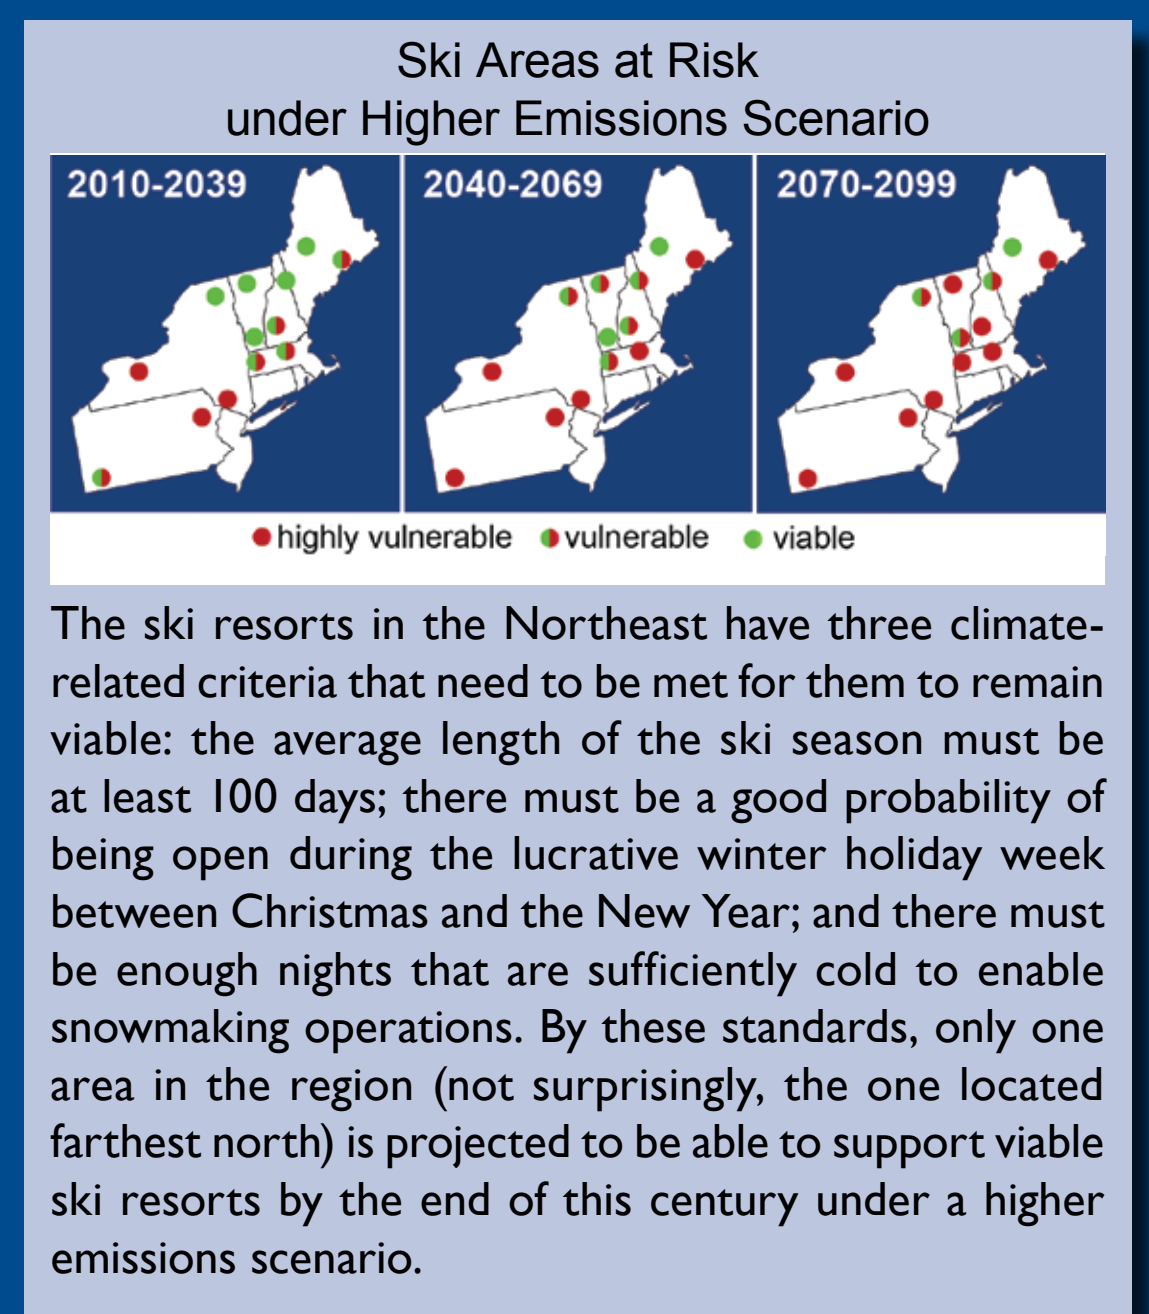 Ski Areas at Risk
under Higher Emissions Scenario
2010-2039
2040-2069
2070-2099
highly vulnerable
vulnerable
viable
The ski resorts in the Northeast have three climate-
related criteria that need to be met for them to remain
viable: the average length of the ski season must be
at least 100 days; there must be a good probability of
being open during the lucrative winter holiday week
between Christmas and the New Year; and there must
be enough nights that are sufficiently cold to enable
snowmaking operations. By these standards, only one
area in the region (not surprisingly, the one located
farthest north) is projected to be able to support viable
ski resorts by the end of this century under a higher
emissions scenario.